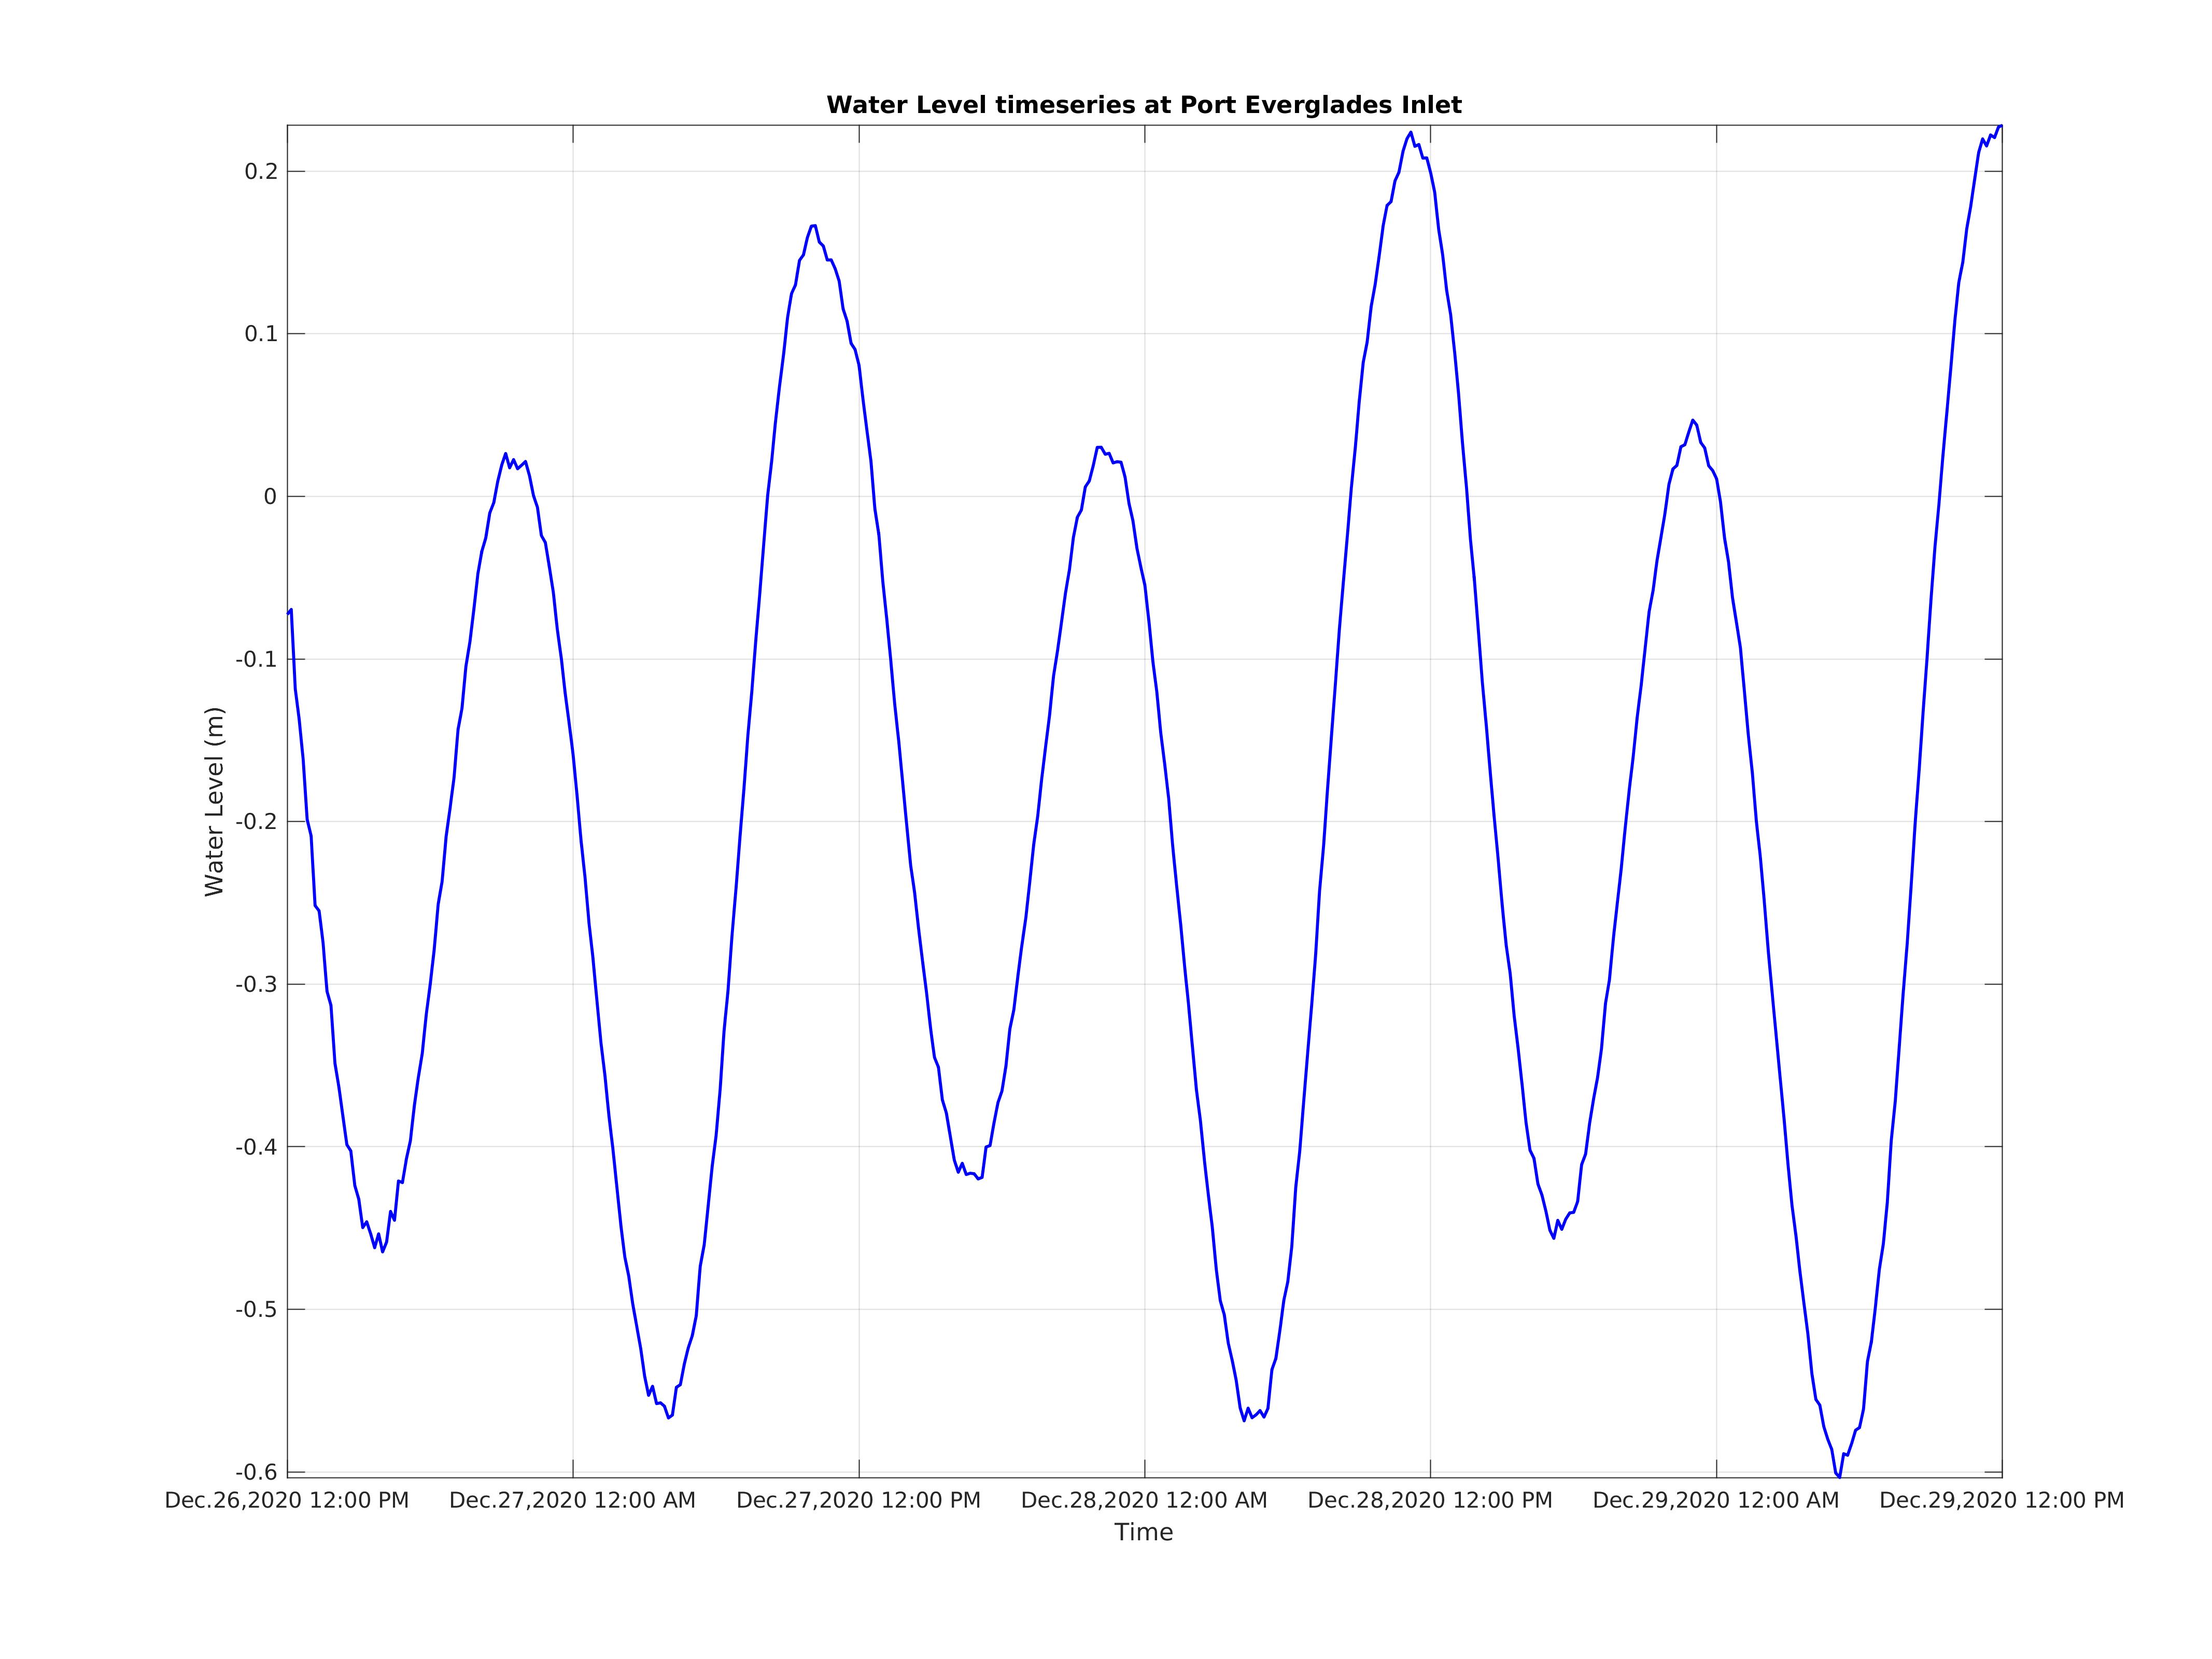 Water Level timeseries at Port Everglades Inlet
0.2
0.1
0
-0.1
-0.2
-0.3
-0.4
-0.5
-0.6
Water Level (m)
Dec.26,2020 12:00 PM Dec.27,2020 12:00 AM Dec.27,2020 12:00 PM Dec.28,2020 12:00 AM Dec.28,2020 12:00 PM Dec.29,2020 12:00 AM Dec.29,2020 12:00 PM
Time